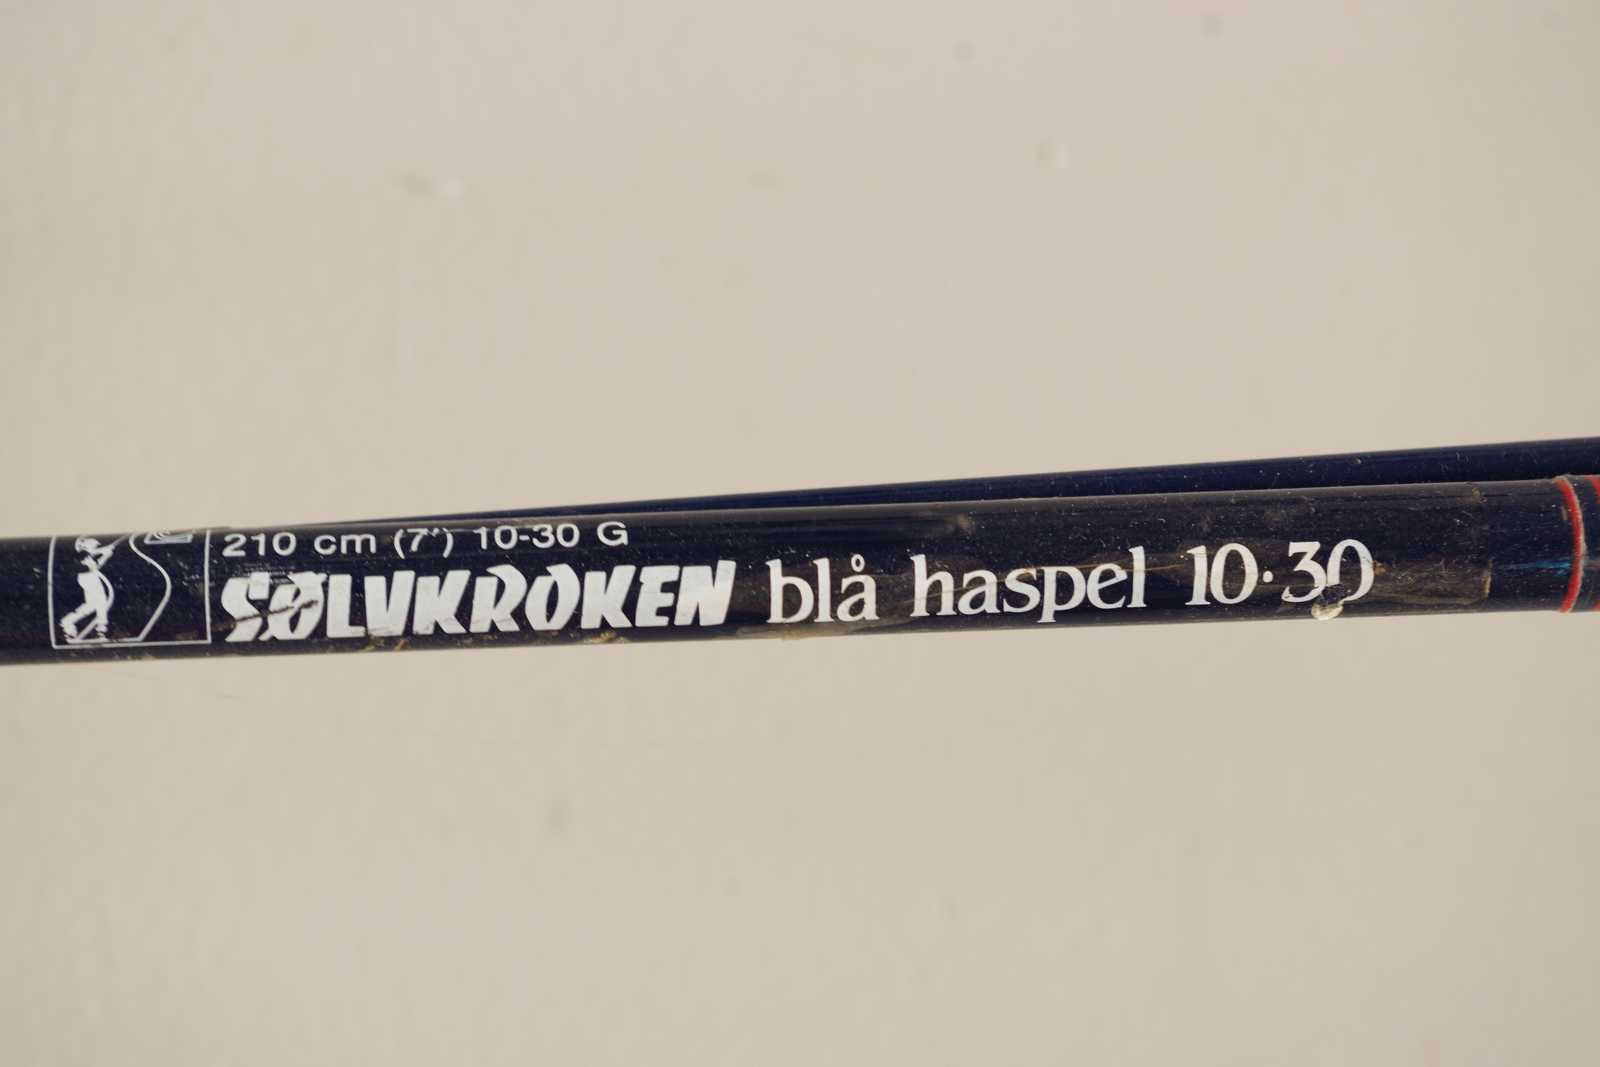 210 cm (7') 10-30 G
SØLVKROKEN blå haspel 10·30